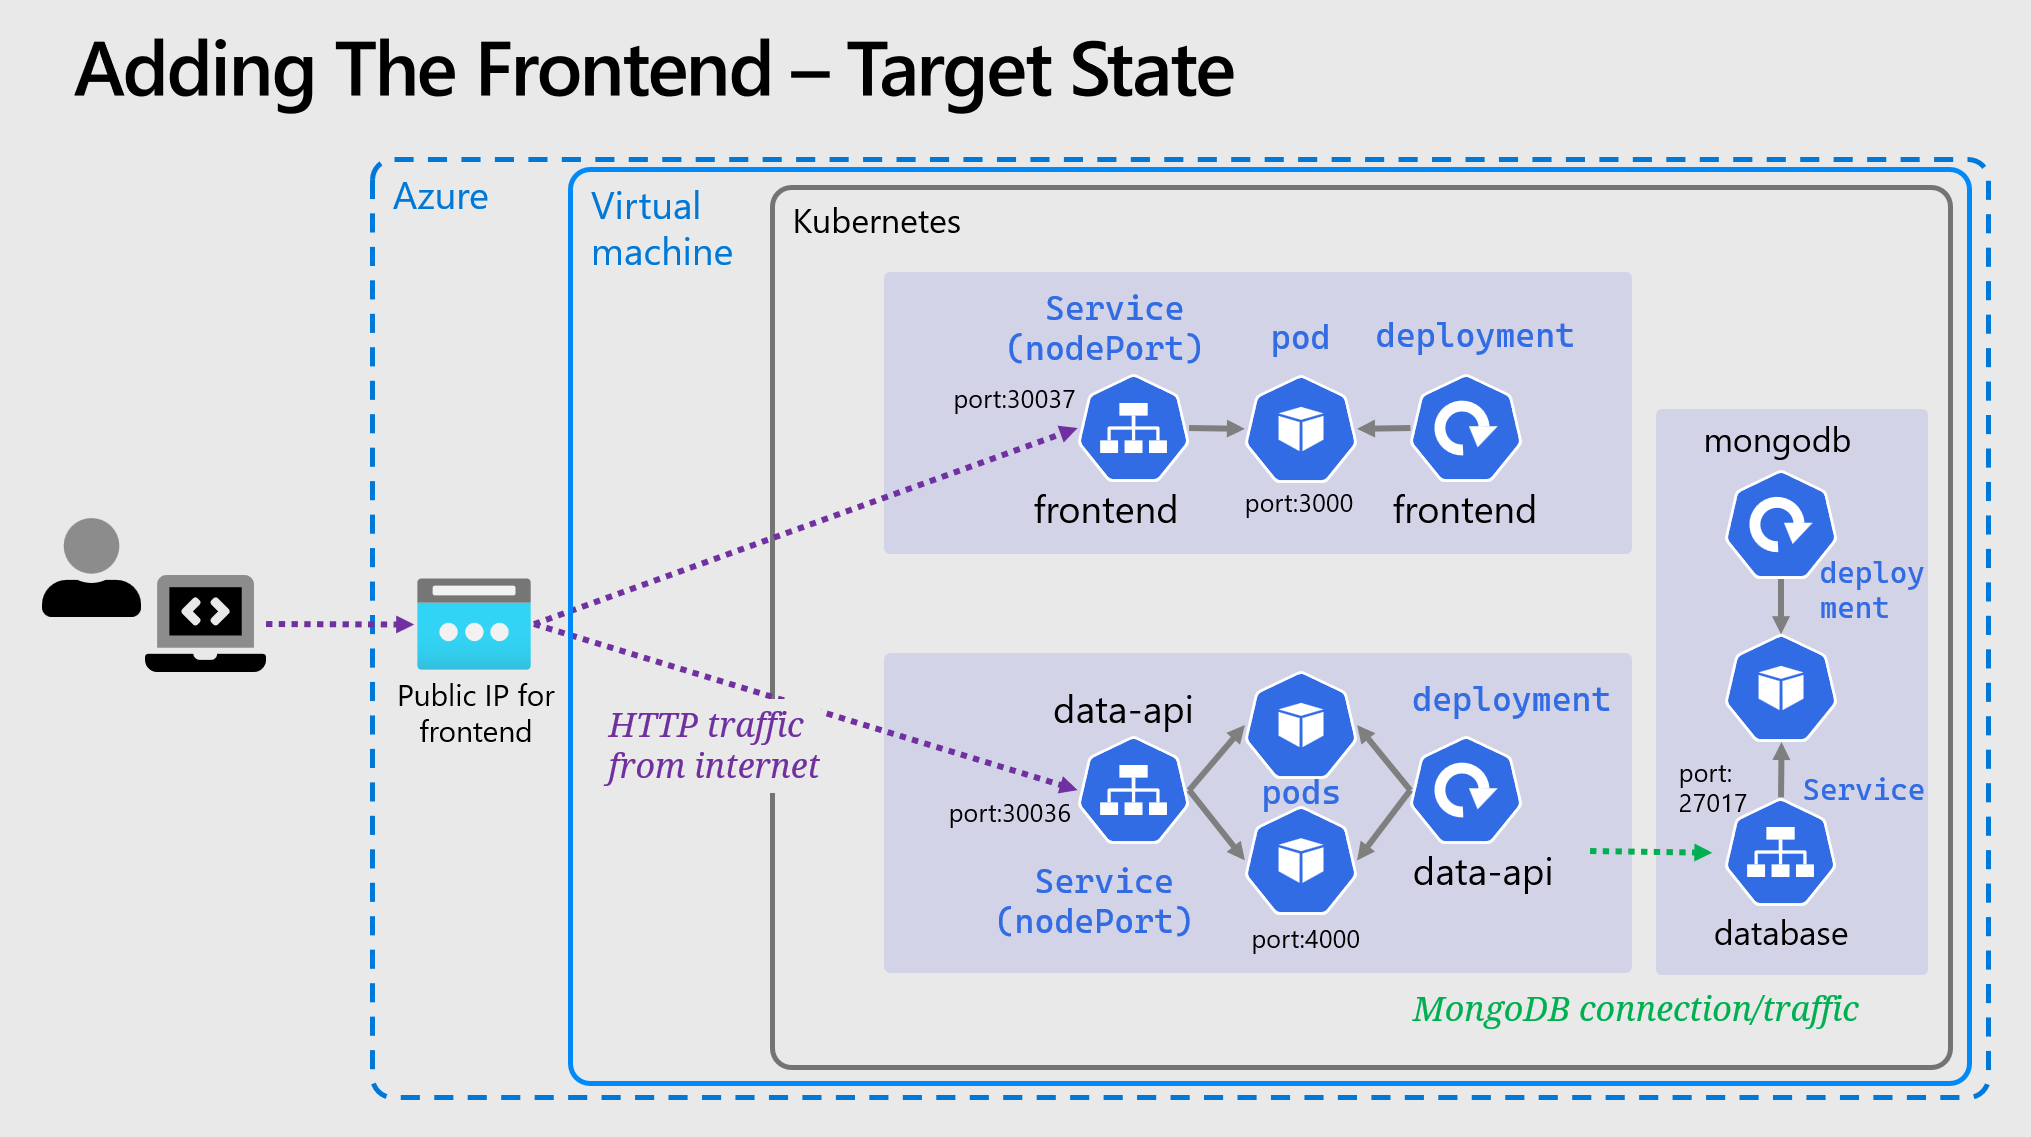 Adding The Frontend – Target State
Azure
Virtual
machine
Kubernetes
Service
(nodePort)
pod
deployment
port:30037
frontend
port:3000
frontend
mongodb
deploy
ment
port:
27017
Service
database
Public IP for
frontend
HTTP traffic
from internet
data-api
deployment
pods
port:30036
data-api
Service
(nodePort)
port:4000
MongoDB connection/traffic